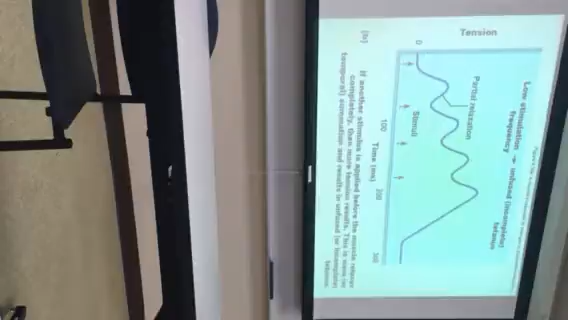 Low stimulation → unfused (incomplete)
frequency tetanus
Tension
Partial relaxation
Stimuli
0
100 200 300
Time (ms)
(b) If another stimulus is applied before the muscle relaxes
completely, then more tension results. This is wave (or
temporal) summation and results in unfused (or incomplete)
tetanus.